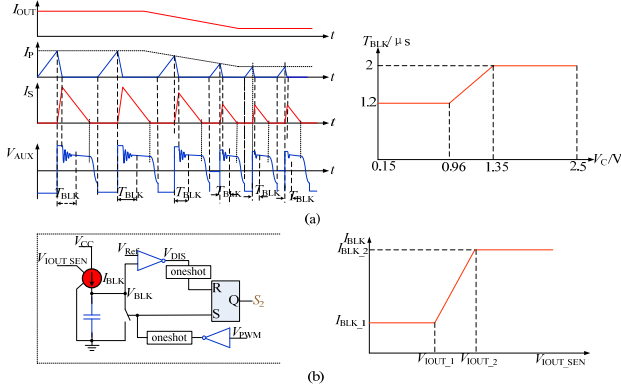 I_OUT
t
I_P
t
I_S
t
V_AUX
t
T_BLK T_BLK T_BLK T_BLK T_BLK T_BLK
T_BLK/μs
2
1.2
0.15 0.96 1.35 2.5 V_C/V
(a)
V_CC
V_IOUT_SEN
I_BLK
V_Ref
V_DIS
oneshot
V_BLK
R
Q
S_2
S
oneshot
V_PWM
I_BLK
I_BLK_2
I_BLK_1
V_IOUT_1 V_IOUT_2 V_IOUT_SEN
(b)